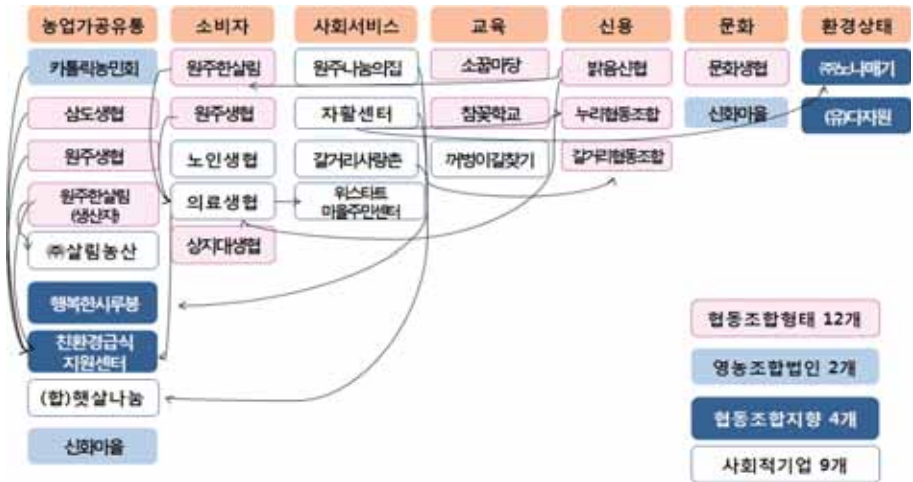 농업가공유통
소비자
사회서비스
교육
신용
문화
환경상태
카톨릭농민회
원주한살림
원주나눔의집
소꿉마당
밝음신협
문화생협
㈜노나매기
삼도생협
원주생협
자활센터
참꽃학교
누리협동조합
신화마을
(유)다자원
원주생협
노인생협
갈거리사랑촌
꺼벙이길찾기
갈거리협동조합
원주한살림
(생산자)
의료생협
위스타트
마을주민센터
㈜살림농산
상지대생협
행복한시루봉
친환경급식
지원센터
(합)햇살나눔
신화마을
협동조합형태 12개
영농조합법인 2개
협동조합지향 4개
사회적기업 9개